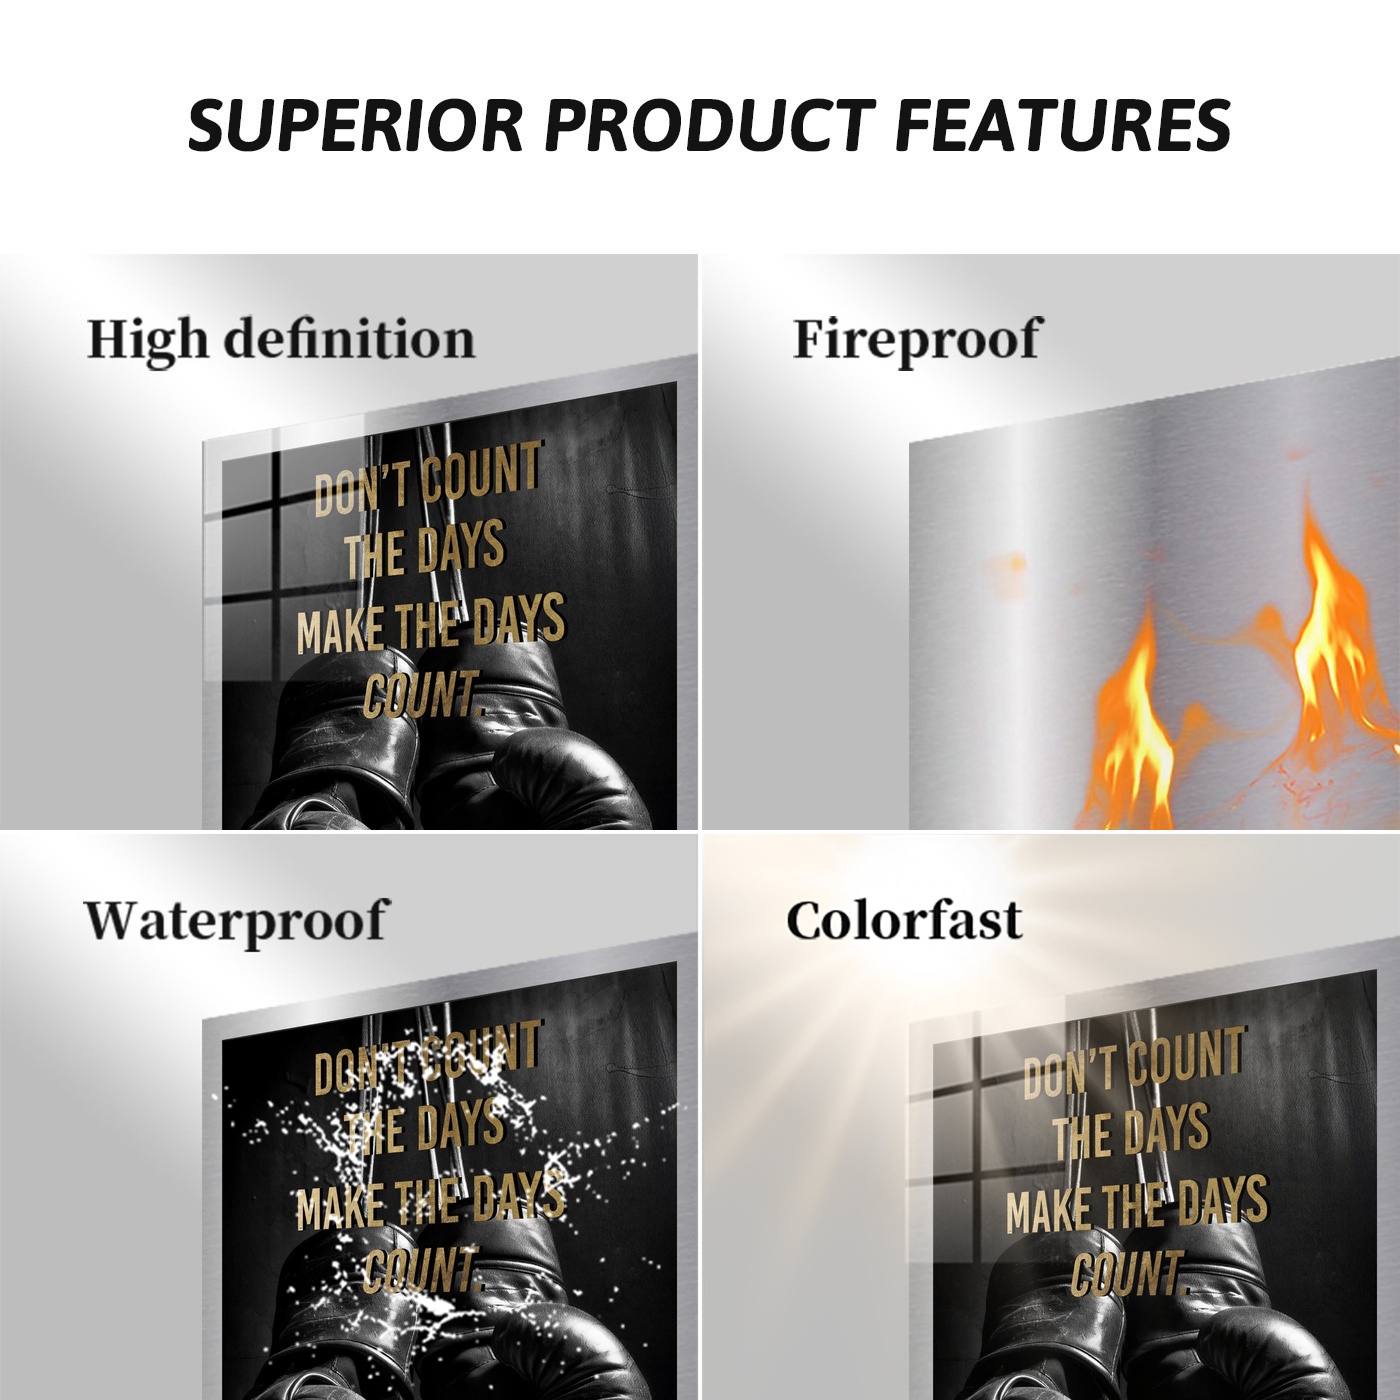 SUPERIOR PRODUCT FEATURES
High definition
DON'T COUNT
THE DAYS
MAKE THE DAYS
COUNT.
Fireproof
Waterproof
DON'T COUNT
THE DAYS
MAKE THE DAYS
COUNT.
Colorfast
DON'T COUNT
THE DAYS
MAKE THE DAYS
COUNT.